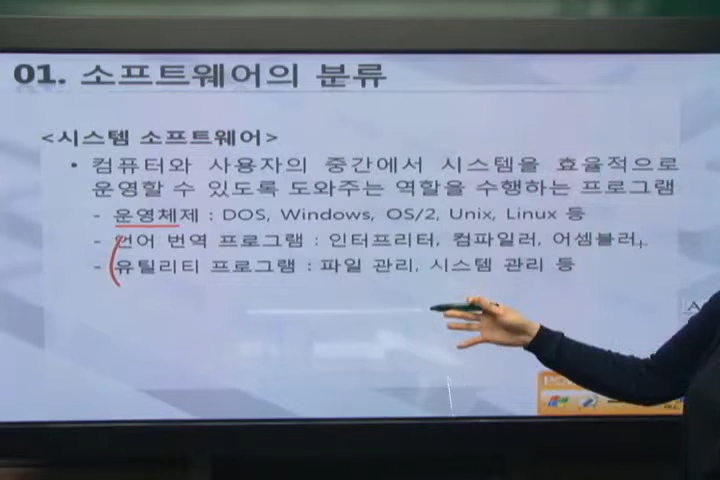 01. 소프트웨어의 분류
<시스템 소프트웨어>
• 컴퓨터와 사용자의 중간에서 시스템을 효율적으로
운영할 수 있도록 도와주는 역할을 수행하는 프로그램
- 운영체제 : DOS, Windows, OS/2, Unix, Linux 등
- 언어 번역 프로그램 : 인터프리터, 컴파일러, 어셈블러
- 유틸리티 프로그램 : 파일 관리, 시스템 관리 등